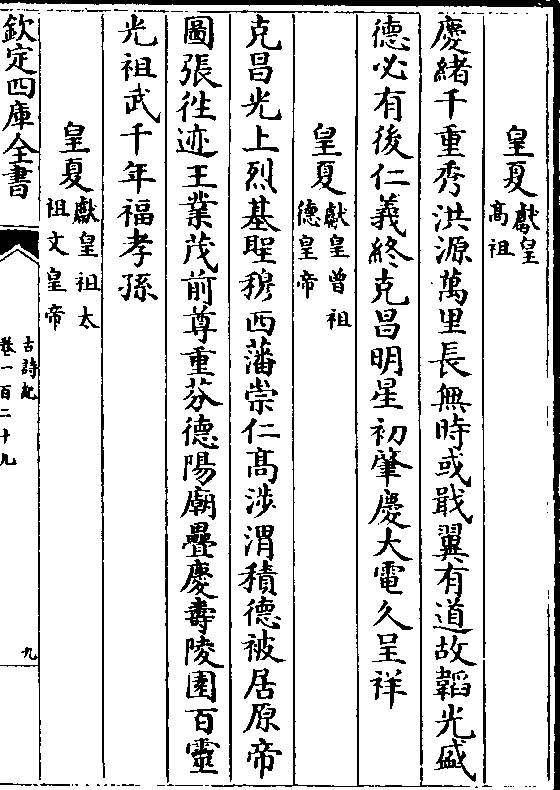 皇夏獻皇
高祖
慶緒千重秀洪源萬里長無時或戢翼有道故韜光盛
德必有後仁義終克昌明星初肇慶大電久呈祥
皇夏獻皇曾祖
德皇帝
克昌光上烈基聖穆西藩崇仁高涉渭積德被居原帝
圖張徃迹王業茂前尊重芬德陽廟疊慶壽陵園百靈
光祖武千年福孝孫
皇夏獻皇祖太
祖文皇帝
欽定四庫全書
古詩紀
卷一百二十九
九